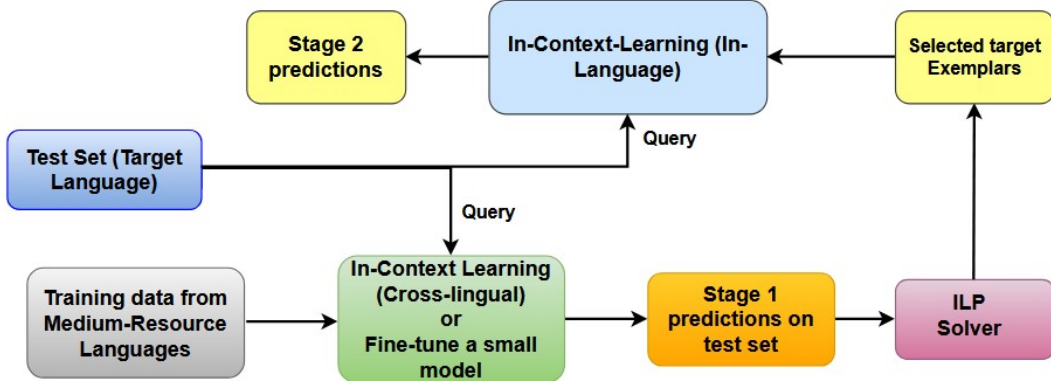 Stage 2
predictions
In-Context-Learning (In-
Language)
Selected target
Exemplars
Test Set (Target
Language)
Query
Query
Training data from
Medium-Resource
Languages
In-Context Learning
(Cross-lingual)
or
Fine-tune a small
model
Stage 1
predictions on
test set
ILP
Solver